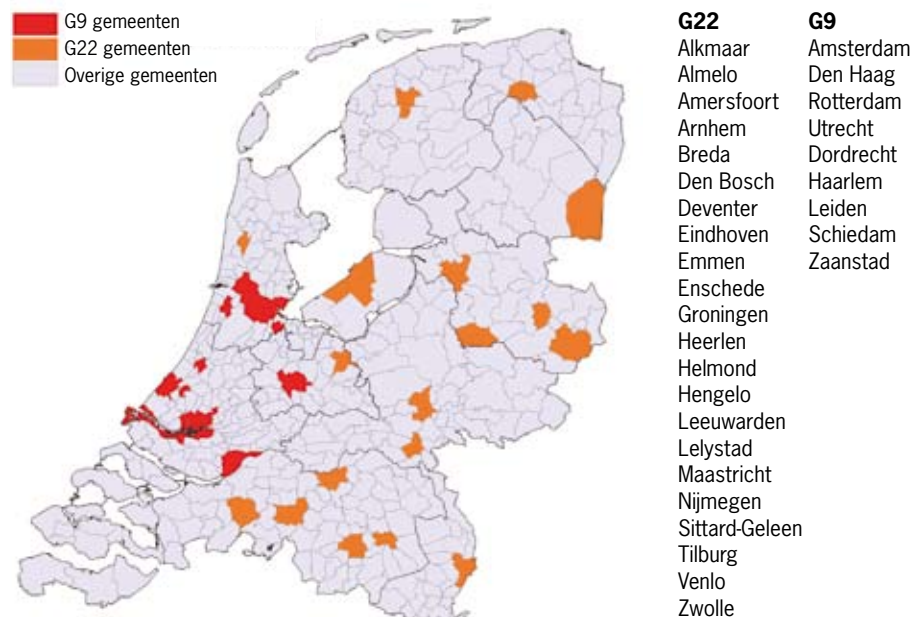 G9 gemeenten
G22 gemeenten
Overige gemeenten
G22
Alkmaar
Almelo
Amersfoort
Arnhem
Breda
Den Bosch
Deventer
Eindhoven
Emmen
Enschede
Groningen
Heerlen
Helmond
Hengelo
Leeuwarden
Lelystad
Maastricht
Nijmegen
Sittard-Geleen
Tilburg
Venlo
Zwolle
G9
Amsterdam
Den Haag
Rotterdam
Utrecht
Dordrecht
Haarlem
Leiden
Schiedam
Zaanstad